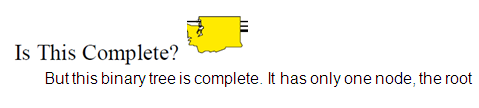 Is This Complete?
But this binary tree is complete. It has only one node, the root